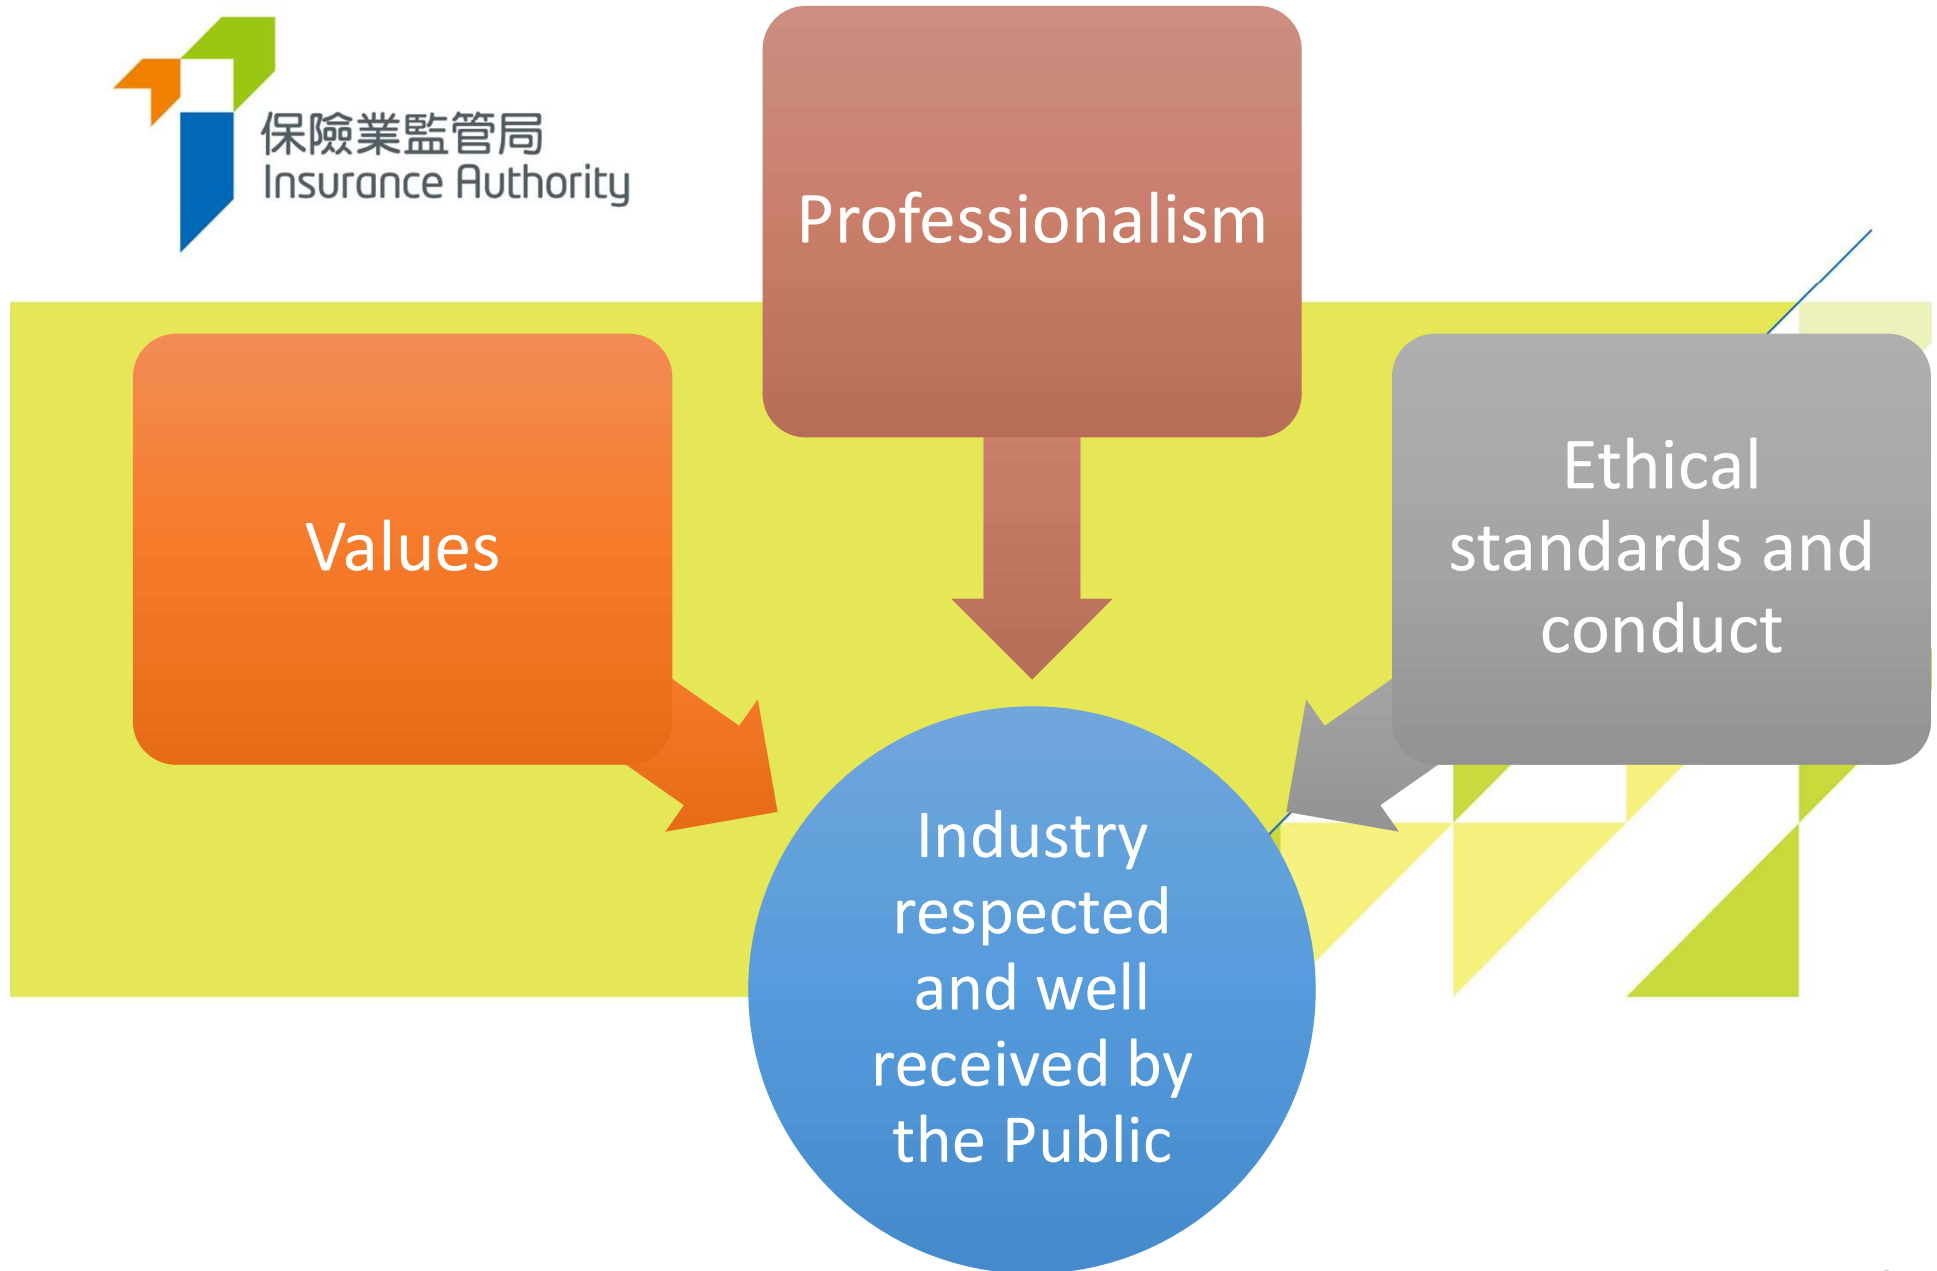 保險業監管局
Insurance Authority
Professionalism
Values
Ethical
standards and
conduct
Industry
respected
and well
received by
the Public